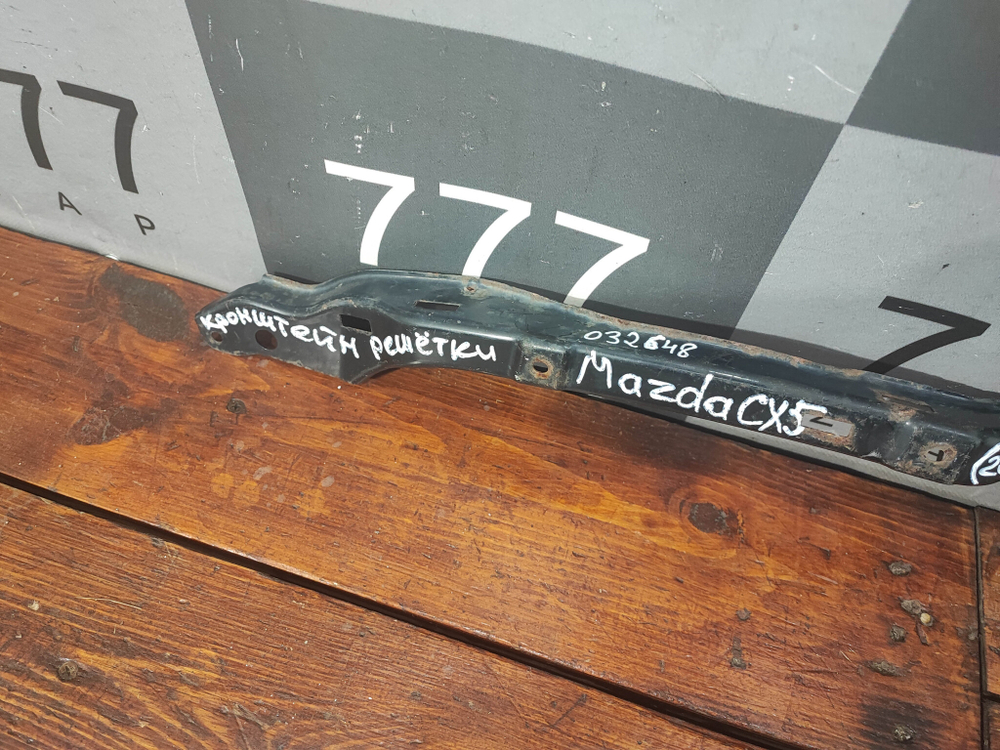 77
А Р
777
7
кронштейн решётки
032648
Mazda CX5